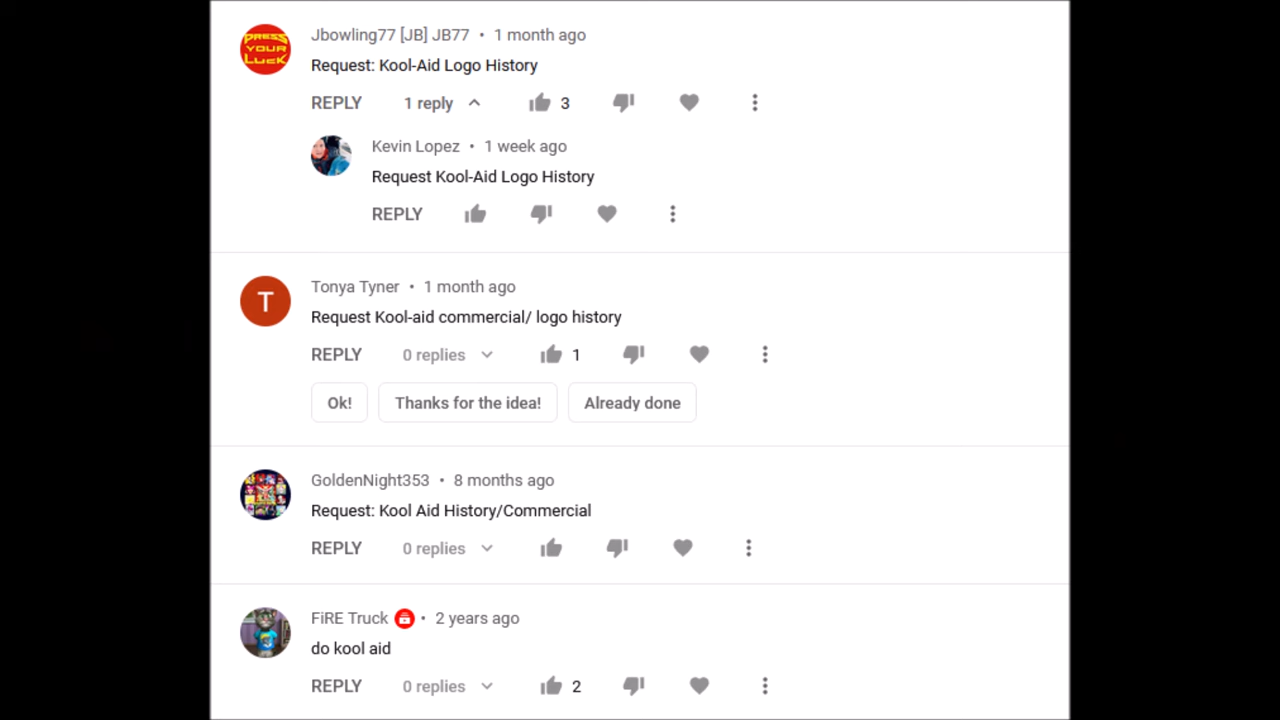 PRESS
YOUR
LUCK
Jbowling77 [JB] JB77 • 1 month ago
Request: Kool-Aid Logo History
REPLY 1 reply 3
Kevin Lopez • 1 week ago
Request Kool-Aid Logo History
REPLY
T
Tonya Tyner • 1 month ago
Request Kool-aid commercial/ logo history
REPLY 0 replies 1
Ok! Thanks for the idea! Already done
GoldenNight353 • 8 months ago
Request: Kool Aid History/Commercial
REPLY 0 replies
FiRE Truck • 2 years ago
do kool aid
REPLY 0 replies 2